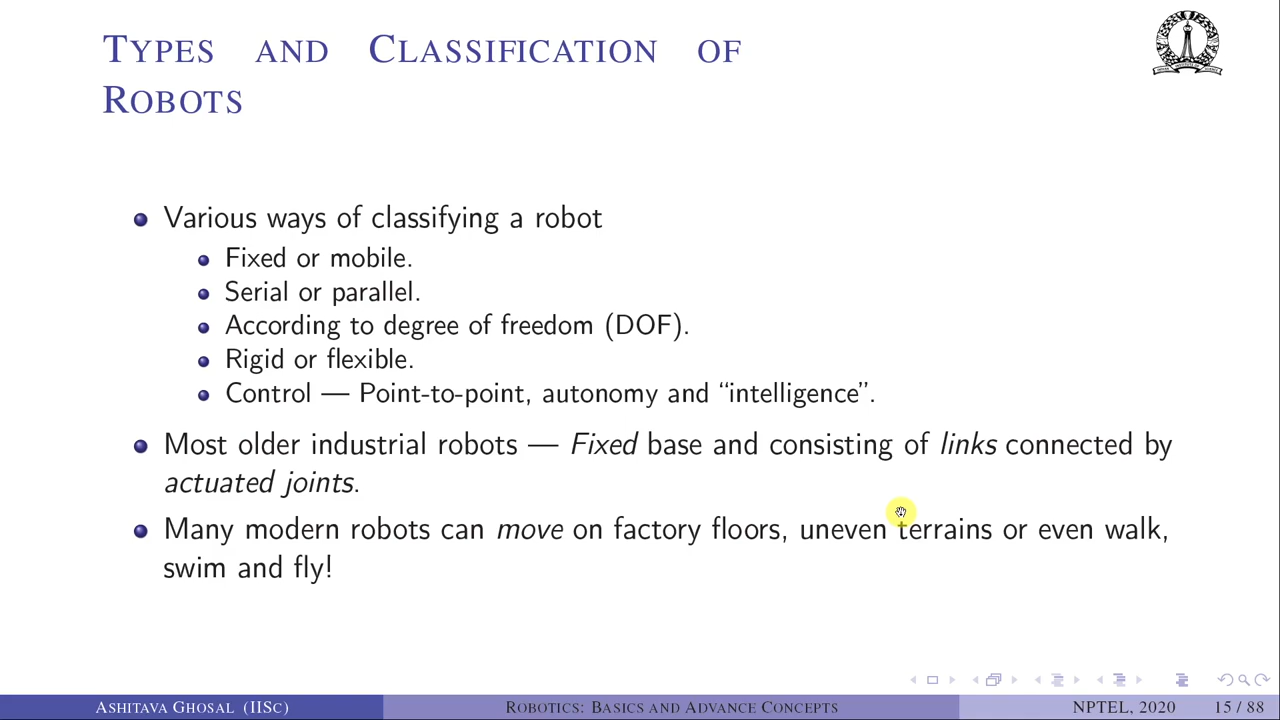 TYPES AND CLASSIFICATION OF
ROBOTS
Various ways of classifying a robot
Fixed or mobile.
Serial or parallel.
According to degree of freedom (DOF).
Rigid or flexible.
Control — Point-to-point, autonomy and “intelligence”.
Most older industrial robots — Fixed base and consisting of links connected by
actuated joints.
Many modern robots can move on factory floors, uneven terrains or even walk,
swim and fly!
ASHITAVA GHOSAL (IISC) ROBOTICS: BASICS AND ADVANCE CONCEPTS NPTEL, 2020 15 / 88